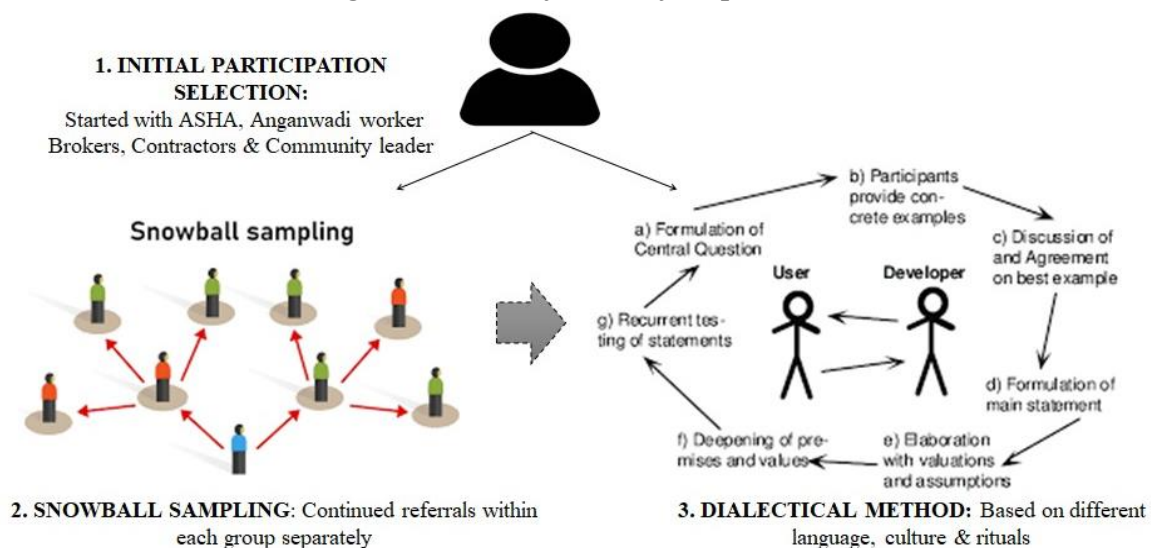 1. INITIAL PARTICIPATION
SELECTION:
Started with ASHA, Anganwadi worker
Brokers, Contractors & Community leader
Snowball sampling
a) Formulation of
Central Question
b) Participants
provide con-
crete examples
c) Discussion of
and Agreement
on best example
User
Developer
d) Formulation of
main statement
e) Elaboration
with valuations
and assumptions
f) Deepening of pre-
mises and values
g) Recurrent tes-
ting of statements
2. SNOWBALL SAMPLING: Continued referrals within
each group separately
3. DIALECTICAL METHOD: Based on different
language, culture & rituals